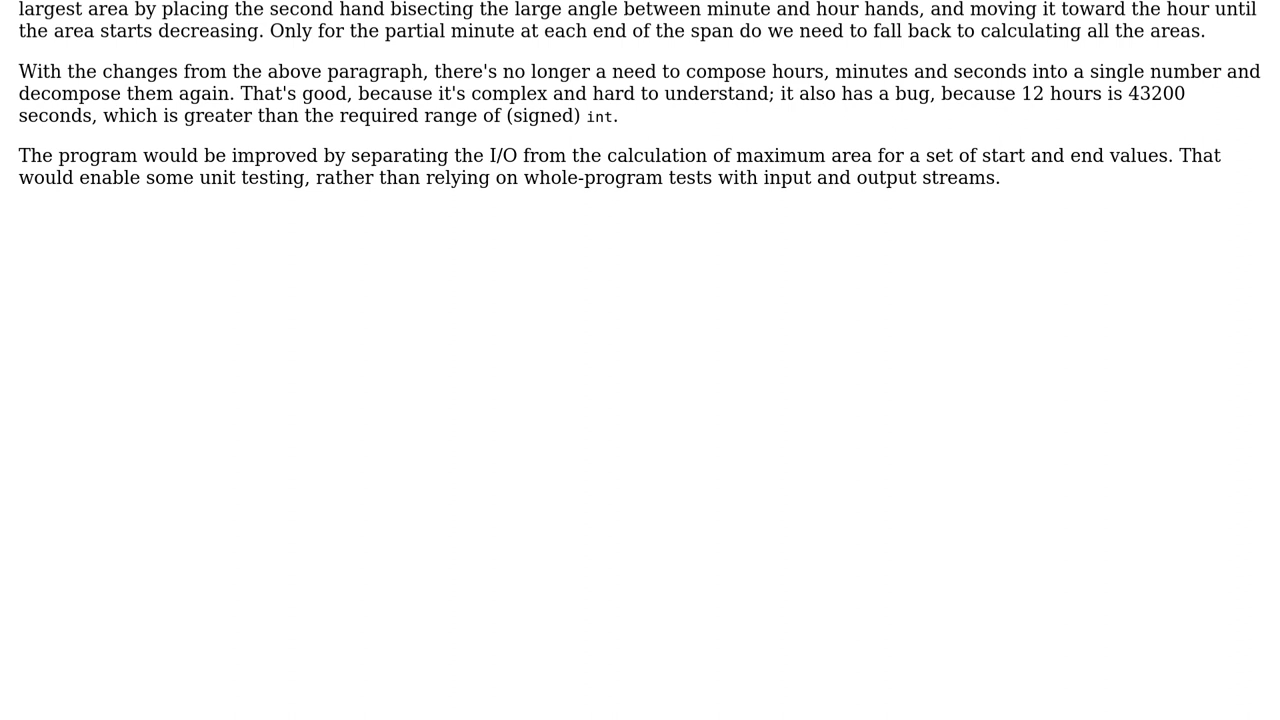 largest area by placing the second hand bisecting the large angle between minute and hour hands, and moving it toward the hour until
the area starts decreasing. Only for the partial minute at each end of the span do we need to fall back to calculating all the areas.
With the changes from the above paragraph, there's no longer a need to compose hours, minutes and seconds into a single number and
decompose them again. That's good, because it's complex and hard to understand; it also has a bug, because 12 hours is 43200
seconds, which is greater than the required range of (signed) int.
The program would be improved by separating the I/O from the calculation of maximum area for a set of start and end values. That
would enable some unit testing, rather than relying on whole-program tests with input and output streams.